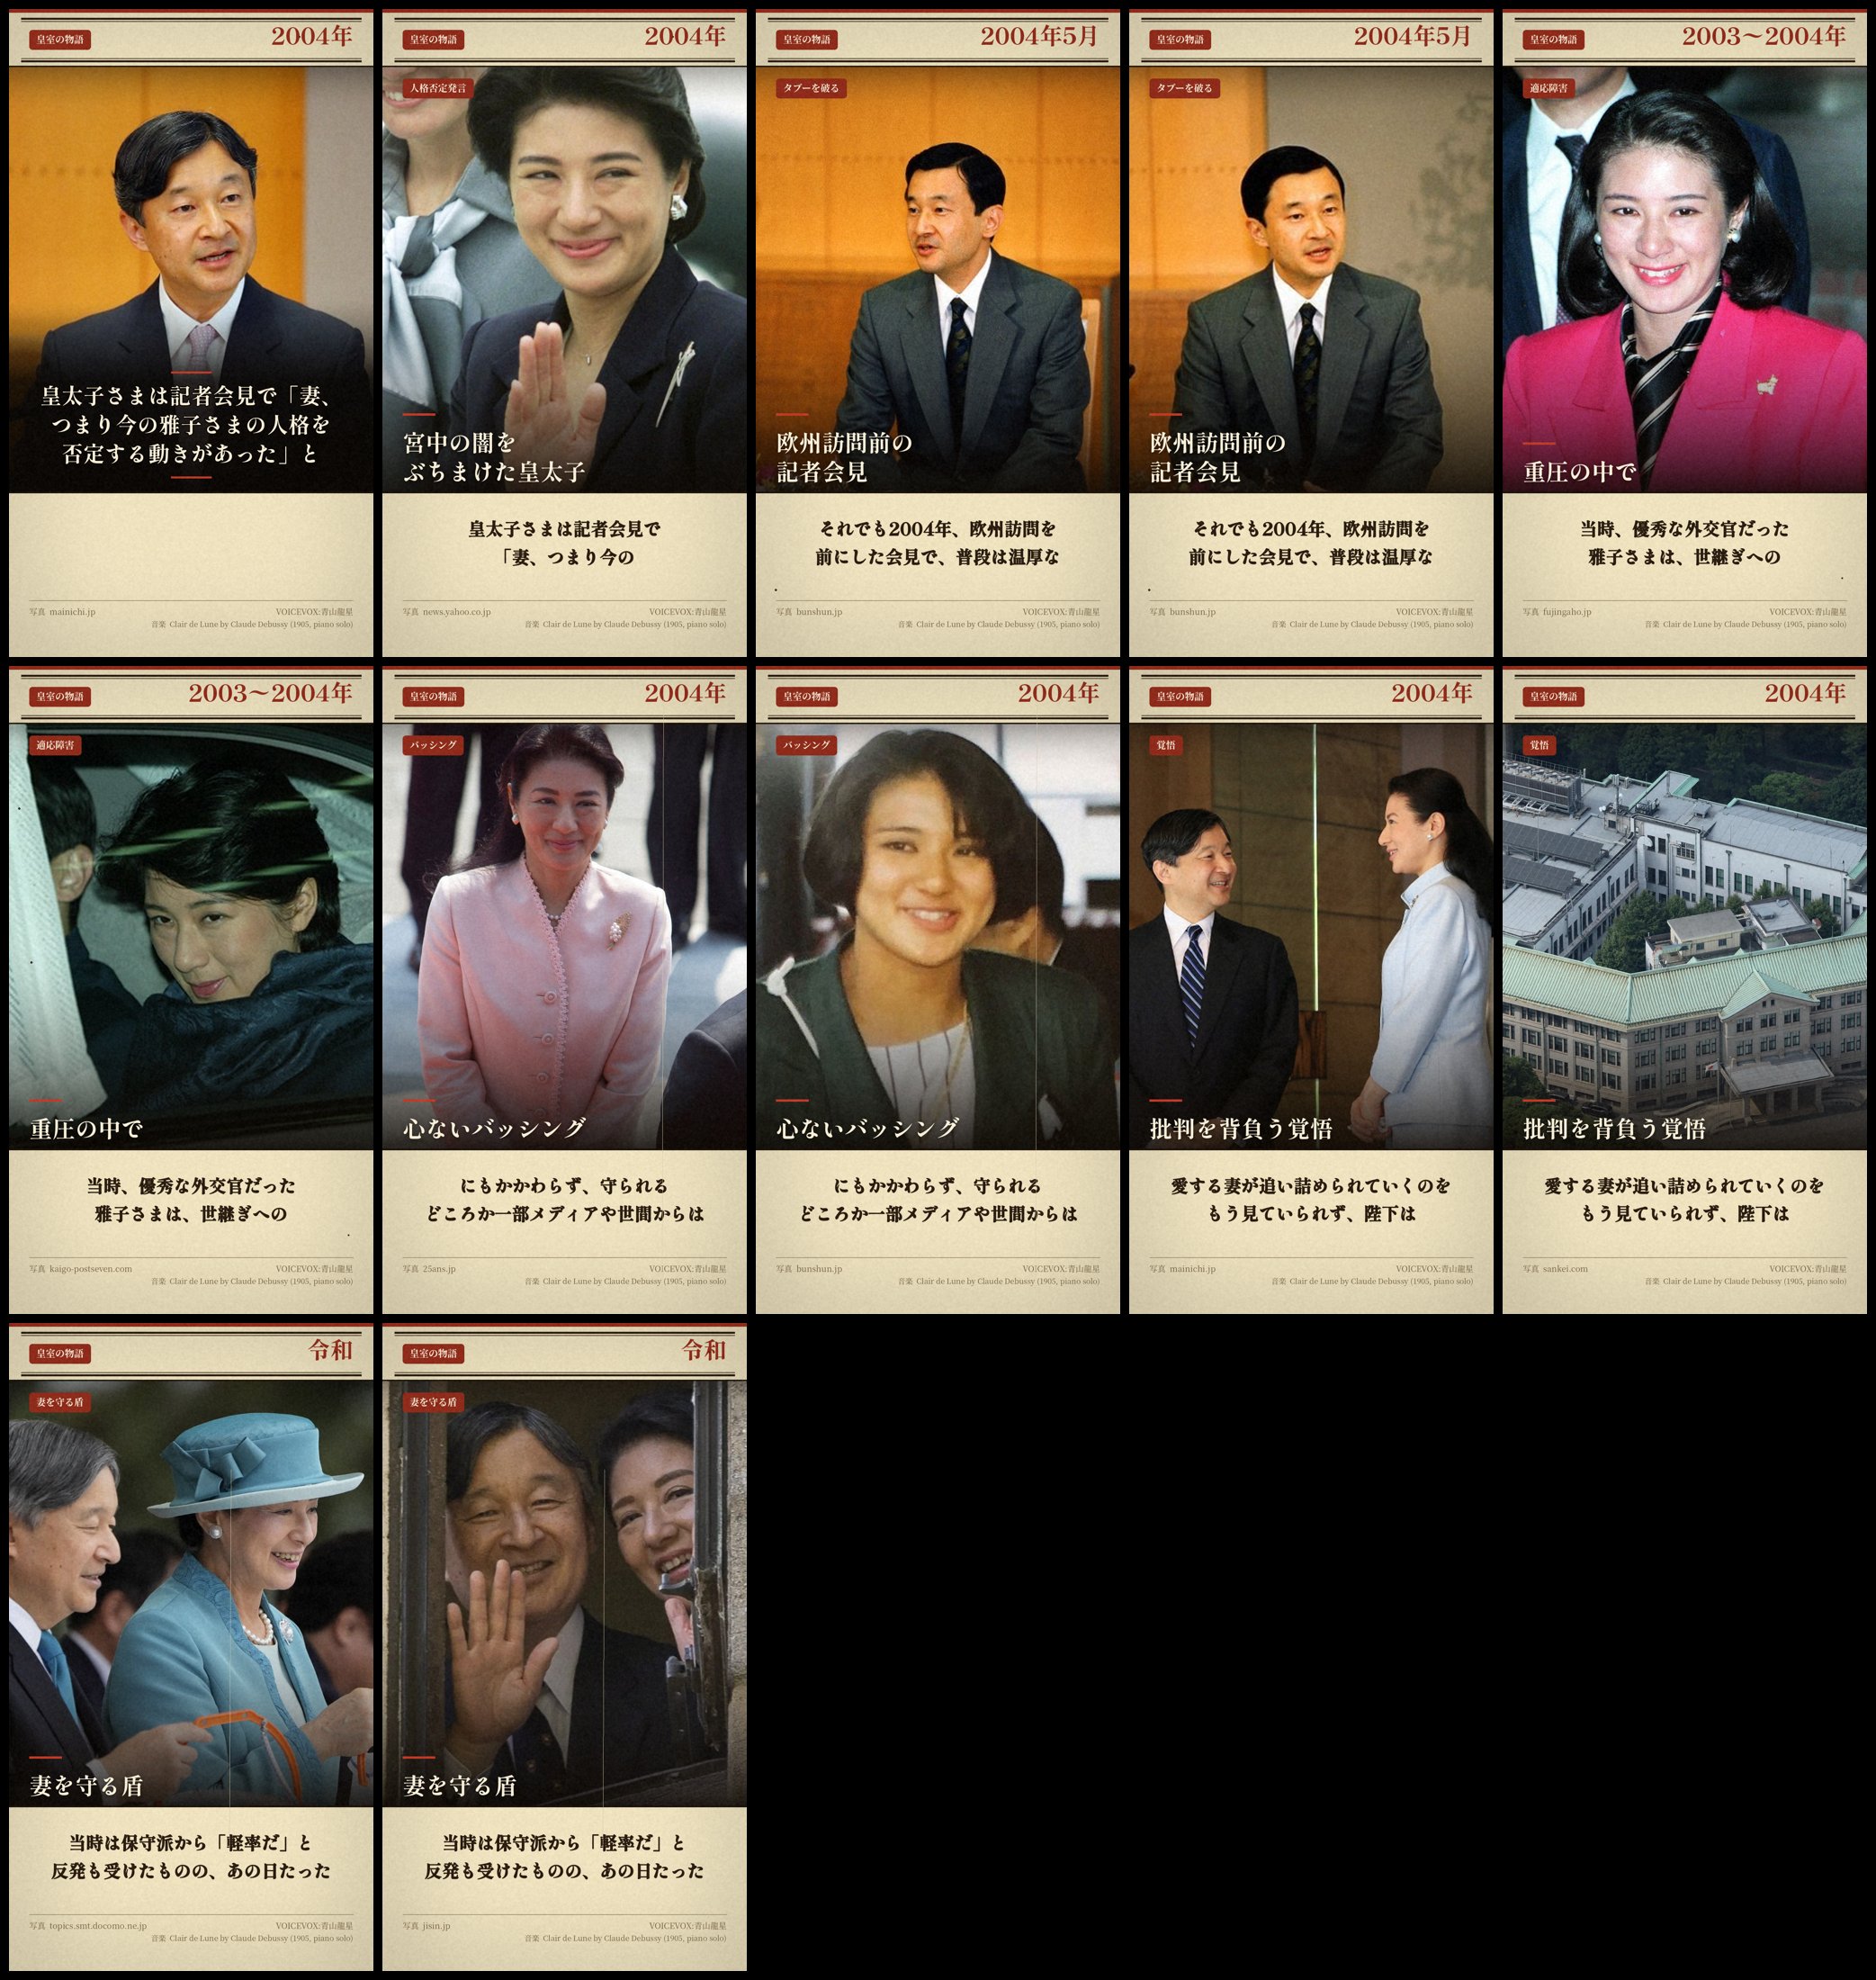 皇室の物語
2004年
皇太子さまは記者会見で「妻、
つまり今の雅子さまの人格を
否定する動きがあった」と
写真 mainichi.jp
VOICEVOX:青山龍星
音楽 Clair de Lune by Claude Debussy (1905, piano solo)
皇室の物語
2004年
人格否定発言
宮中の闇を
ぶちまけた皇太子
皇太子さまは記者会見で
「妻、つまり今の
写真 news.yahoo.co.jp
VOICEVOX:青山龍星
音楽 Clair de Lune by Claude Debussy (1905, piano solo)
皇室の物語
2004年5月
タブーを破る
欧州訪問前の
記者会見
それでも2004年、欧州訪問を
前にした会見で、普段は温厚な
写真 bunshun.jp
VOICEVOX:青山龍星
音楽 Clair de Lune by Claude Debussy (1905, piano solo)
皇室の物語
2004年5月
タブーを破る
欧州訪問前の
記者会見
それでも2004年、欧州訪問を
前にした会見で、普段は温厚な
写真 bunshun.jp
VOICEVOX:青山龍星
音楽 Clair de Lune by Claude Debussy (1905, piano solo)
皇室の物語
2003〜2004年
適応障害
重圧の中で
当時、優秀な外交官だった
雅子さまは、世継ぎへの
写真 fujingaho.jp
VOICEVOX:青山龍星
音楽 Clair de Lune by Claude Debussy (1905, piano solo)
皇室の物語
2003〜2004年
適応障害
重圧の中で
当時、優秀な外交官だった
雅子さまは、世継ぎへの
写真 kaigo-postseven.com
VOICEVOX:青山龍星
音楽 Clair de Lune by Claude Debussy (1905, piano solo)
皇室の物語
2004年
バッシング
心ないバッシング
にもかかわらず、守られる
どころか一部メディアや世間からは
写真 25ans.jp
VOICEVOX:青山龍星
音楽 Clair de Lune by Claude Debussy (1905, piano solo)
皇室の物語
2004年
バッシング
心ないバッシング
にもかかわらず、守られる
どころか一部メディアや世間からは
写真 bunshun.jp
VOICEVOX:青山龍星
音楽 Clair de Lune by Claude Debussy (1905, piano solo)
皇室の物語
2004年
覚悟
批判を背負う覚悟
愛する妻が追い詰められていくのを
もう見ていられず、陛下は
写真 mainichi.jp
VOICEVOX:青山龍星
音楽 Clair de Lune by Claude Debussy (1905, piano solo)
皇室の物語
2004年
覚悟
批判を背負う覚悟
愛する妻が追い詰められていくのを
もう見ていられず、陛下は
写真 sankei.com
VOICEVOX:青山龍星
音楽 Clair de Lune by Claude Debussy (1905, piano solo)
皇室の物語
令和
妻を守る盾
妻を守る盾
当時は保守派から「軽率だ」と
反発も受けたものの、あの日たった
写真 topics.smt.docomo.ne.jp
VOICEVOX:青山龍星
音楽 Clair de Lune by Claude Debussy (1905, piano solo)
皇室の物語
令和
妻を守る盾
妻を守る盾
当時は保守派から「軽率だ」と
反発も受けたものの、あの日たった
写真 jisin.jp
VOICEVOX:青山龍星
音楽 Clair de Lune by Claude Debussy (1905, piano solo)